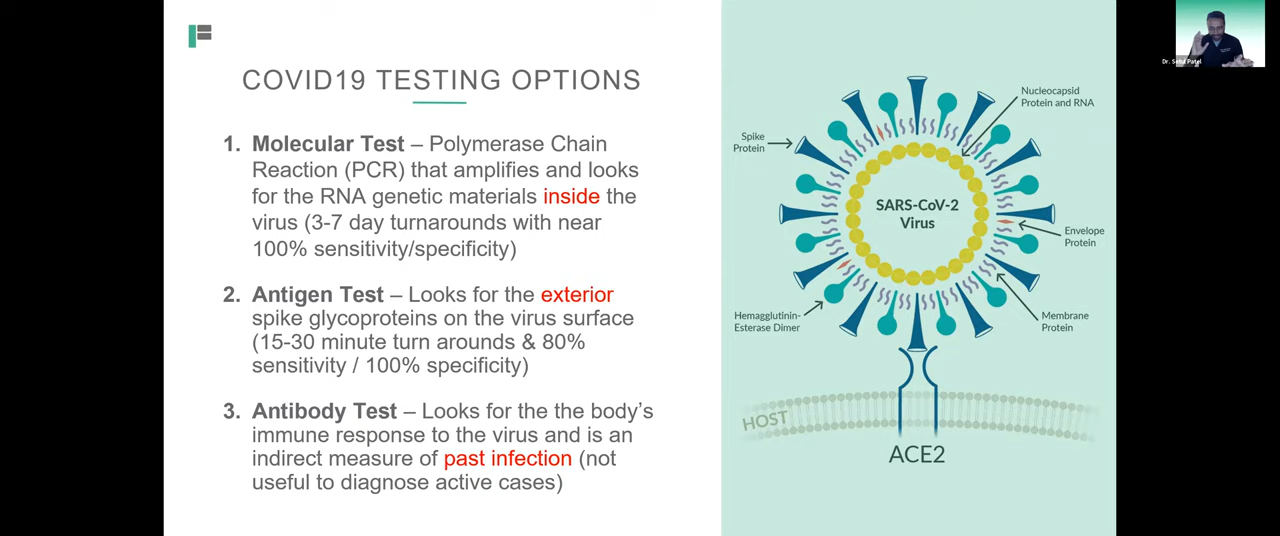 COVID19 TESTING OPTIONS
1. Molecular Test – Polymerase Chain
Reaction (PCR) that amplifies and looks
for the RNA genetic materials inside the
virus (3-7 day turnarounds with near
100% sensitivity/specificity)
2. Antigen Test – Looks for the exterior
spike glycoproteins on the virus surface
(15-30 minute turn arounds & 80%
sensitivity / 100% specificity)
3. Antibody Test – Looks for the the body's
immune response to the virus and is an
indirect measure of past infection (not
useful to diagnose active cases)
Nucleocapsid
Protein and RNA
Spike
Protein
SARS-CoV-2
Virus
Envelope
Protein
Hemagglutinin-
Esterase Dimer
Membrane
Protein
HOST
ACE2
Dr. Setul Patel